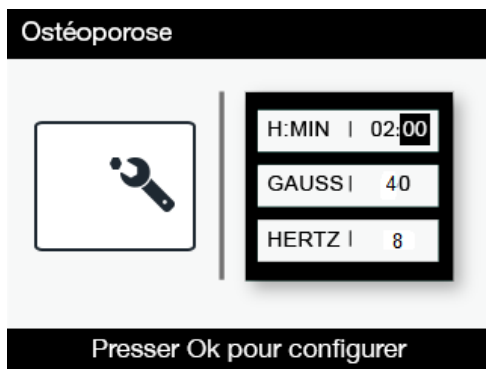 Ostéoporose
H:MIN | 02:00
GAUSS | 40
HERTZ | 8
Presser Ok pour configurer